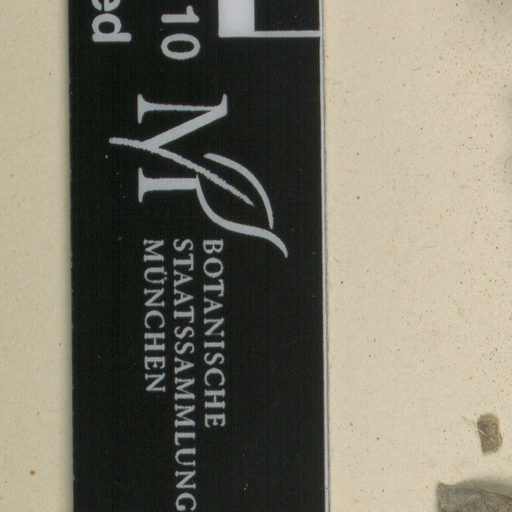 10
ed
M
BOTANISCHE
STAATSSAMMLUNG
MÜNCHEN